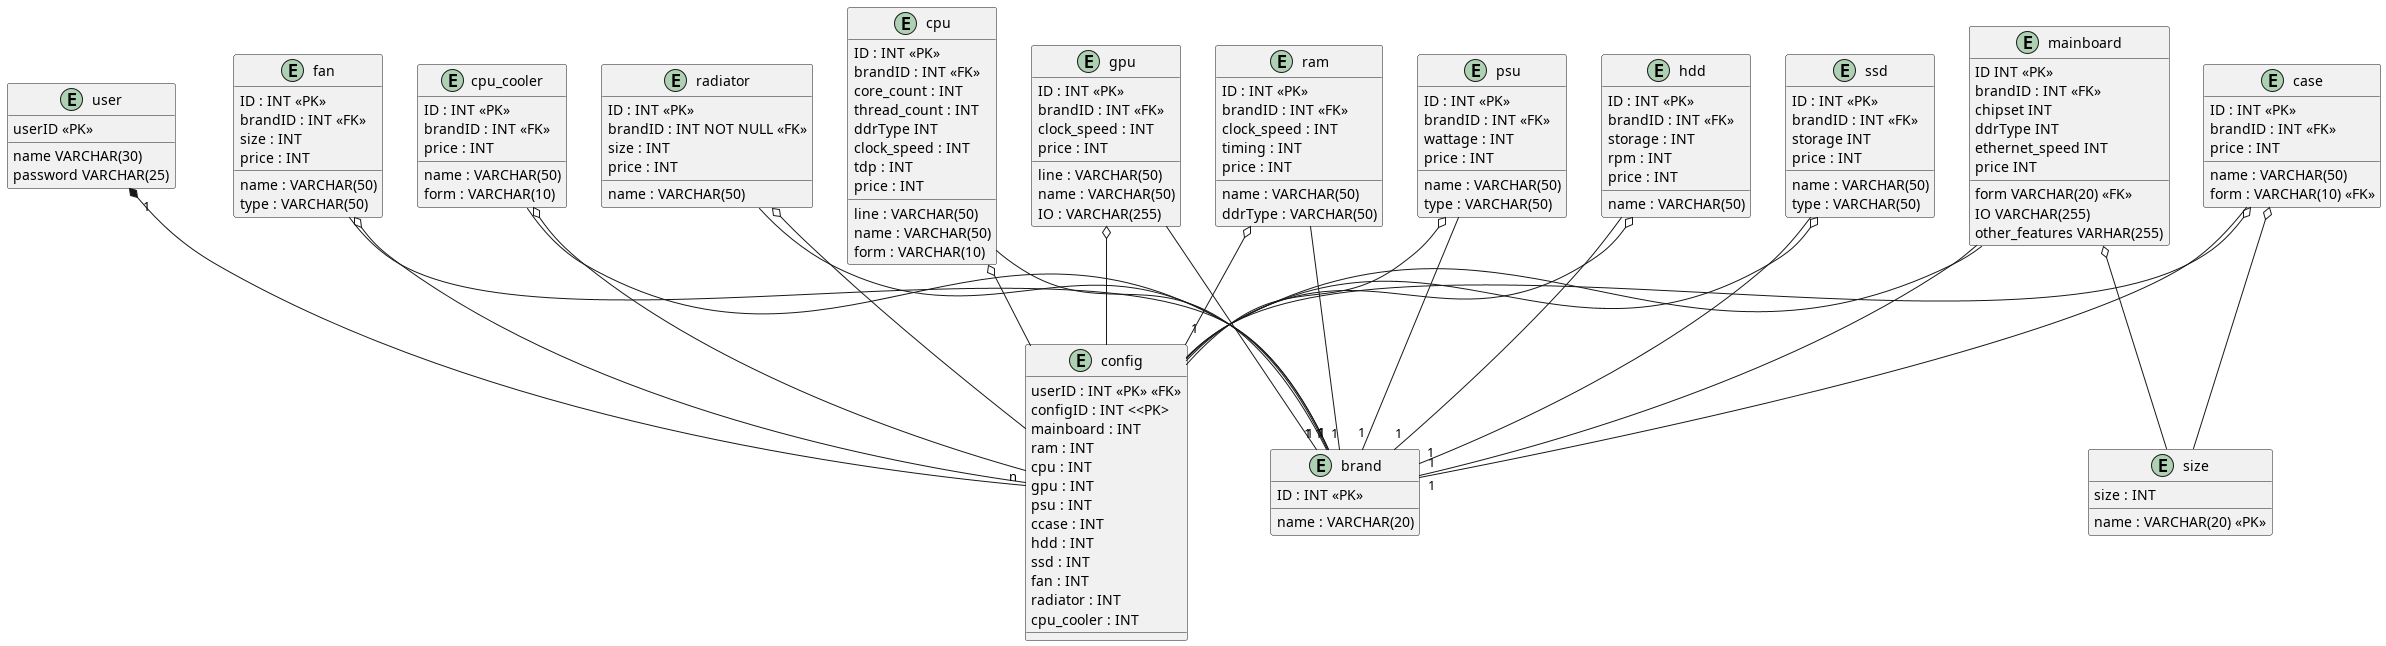 E user
userID «PK»
name VARCHAR(30)
password VARCHAR(25)
1
E fan
ID : INT «PK»
brandID : INT «FK»
size : INT
price : INT
name : VARCHAR(50)
type : VARCHAR(50)
E cpu_cooler
ID : INT «PK»
brandID : INT «FK»
price : INT
name : VARCHAR(50)
form : VARCHAR(10)
E radiator
ID : INT «PK»
brandID : INT NOT NULL «FK»
size : INT
price : INT
name : VARCHAR(50)
E cpu
ID : INT «PK»
brandID : INT «FK»
core_count : INT
thread_count : INT
ddrType INT
clock_speed : INT
tdp : INT
price : INT
line : VARCHAR(50)
name : VARCHAR(50)
form : VARCHAR(10)
E gpu
ID : INT «PK»
brandID : INT «FK»
clock_speed : INT
price : INT
line : VARCHAR(50)
name : VARCHAR(50)
IO : VARCHAR(255)
E ram
ID : INT «PK»
brandID : INT «FK»
clock_speed : INT
timing : INT
price : INT
name : VARCHAR(50)
ddrType : VARCHAR(50)
E psu
ID : INT «PK»
brandID : INT «FK»
wattage : INT
price : INT
name : VARCHAR(50)
type : VARCHAR(50)
E hdd
ID : INT «PK»
brandID : INT «FK»
storage : INT
rpm : INT
price : INT
name : VARCHAR(50)
E ssd
ID : INT «PK»
brandID : INT «FK»
storage INT
price : INT
name : VARCHAR(50)
type : VARCHAR(50)
E mainboard
ID INT «PK»
brandID : INT «FK»
chipset INT
ddrType INT
ethernet_speed INT
price INT
form VARCHAR(20) «FK»
IO VARCHAR(255)
other_features VARHAR(255)
E case
ID : INT «PK»
brandID : INT «FK»
price : INT
name : VARCHAR(50)
form : VARCHAR(10) «FK»
1
n
E config
userID : INT «PK» «FK»
configID : INT <<PK>
mainboard : INT
ram : INT
cpu : INT
gpu : INT
psu : INT
ccase : INT
hdd : INT
ssd : INT
fan : INT
radiator : INT
cpu_cooler : INT
1
1
1
1
1
1
1
1
E brand
ID : INT «PK»
name : VARCHAR(20)
E size
size : INT
name : VARCHAR(20) «PK»